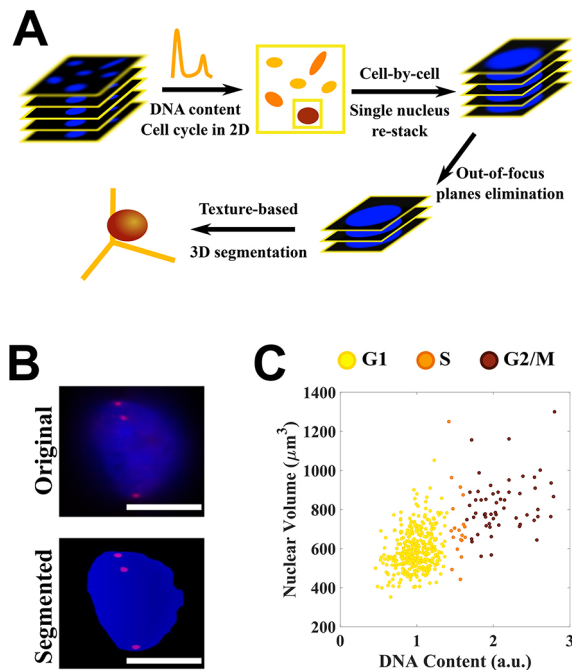 A
DNA content
Cell cycle in 2D
Cell-by-cell
Single nucleus
re-stack
Out-of-focus
planes elimination
Texture-based
3D segmentation
B
Original
Segmented
C
G1
S
G2/M
Nuclear Volume (μm³)
1400
1200
1000
800
600
400
200
0
1
2
3
DNA Content (a.u.)